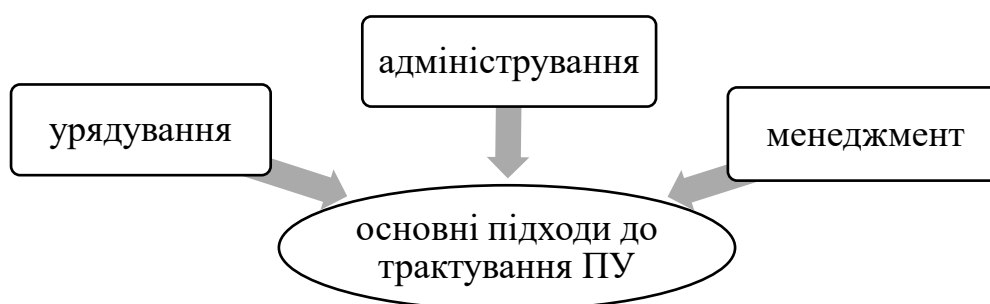 адміністрування
урядування
менеджмент
основні підходи до
трактування ПУ